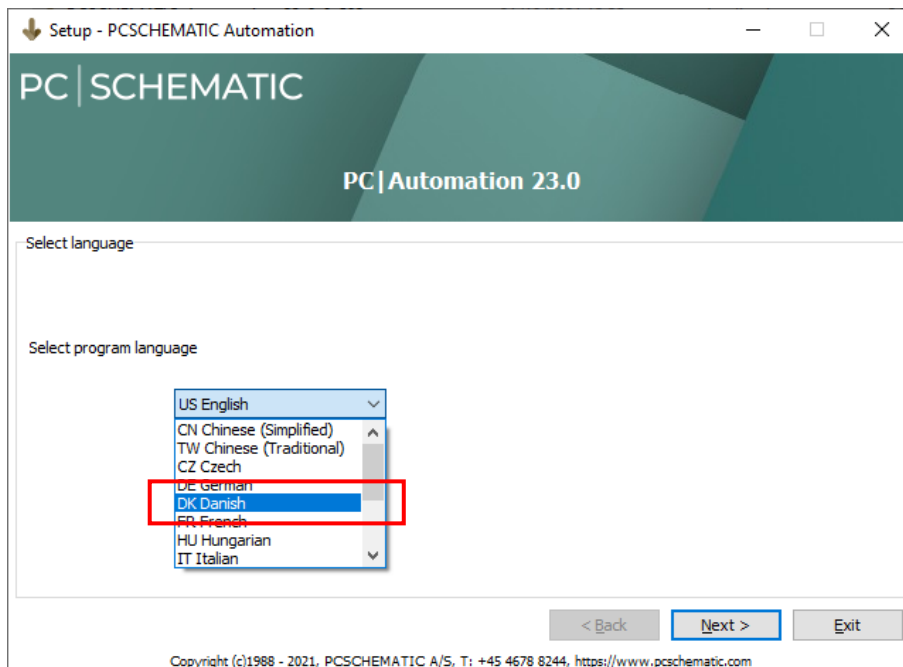 Setup - PCSCHEMATIC Automation
PC|SCHEMATIC
PC|Automation 23.0
Select language
Select program language
US English
CN Chinese (Simplified)
TW Chinese (Traditional)
CZ Czech
DE German
DK Danish
FR French
HU Hungarian
IT Italian
< Back
Next >
Exit
Copyright (c)1988 - 2021, PCSCHEMATIC A/S, T: +45 4678 8244, https://www.pcschematic.com